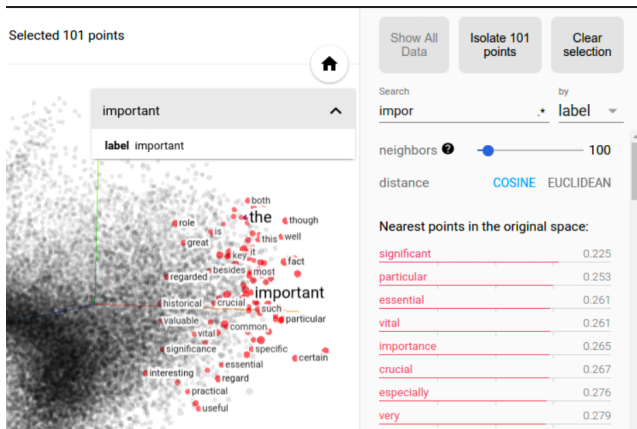 Selected 101 points
Show All
Data
Isolate 101
points
Clear
selection
important
label important
Search
by
impor
.*
label
neighbors ?
100
distance
COSINE
EUCLIDEAN
Nearest points in the original space:
significant 0.225
particular 0.253
essential 0.261
vital 0.261
importance 0.265
crucial 0.267
especially 0.276
very 0.279
both
the
though
role
is
this
well
great
key
it
fact
regarded
besides
most
important
historical
crucial
such
valuable
common
particular
vital
significance
specific
certain
essential
interesting
regard
practical
useful